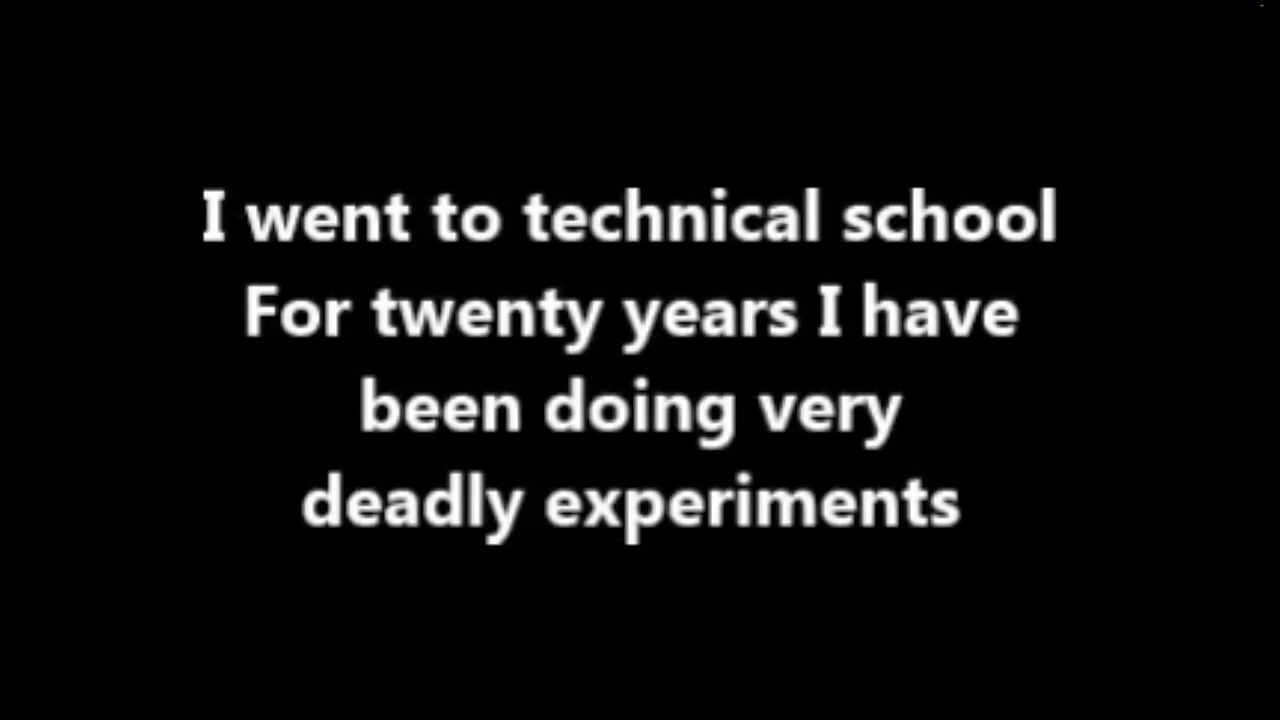 I went to technical school
For twenty years I have
been doing very
deadly experiments